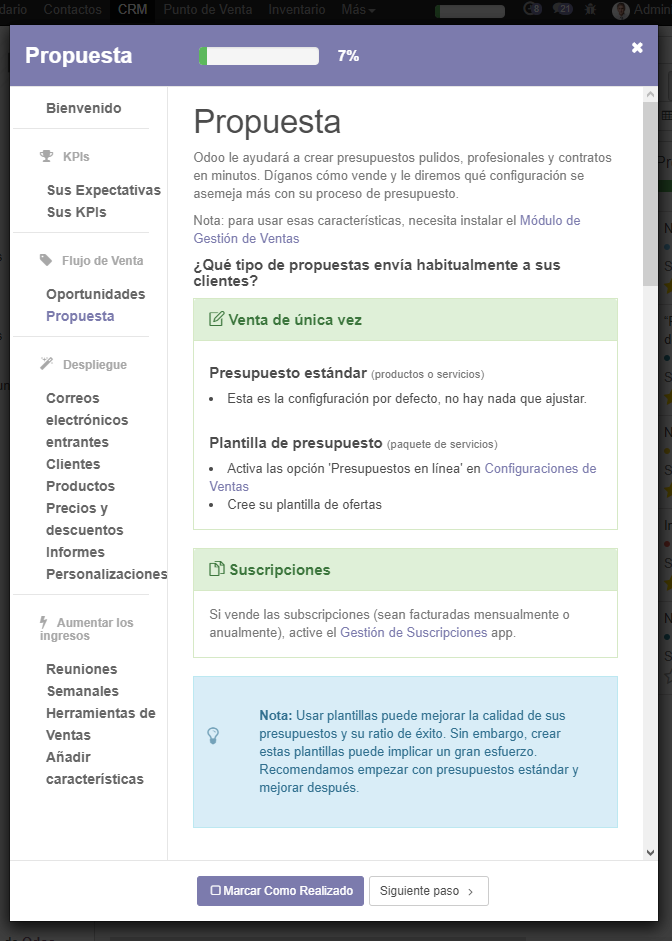 dario Contactos CRM Punto de Venta Inventario Más 8 21 Admini
Propuesta 7% ✖
Bienvenido
KPIs
Sus Expectativas
Sus KPIs
Flujo de Venta
Oportunidades
Propuesta
Despliegue
Correos
electrónicos
entrantes
Clientes
Productos
Precios y
descuentos
Informes
Personalizaciones
Aumentar los
ingresos
Reuniones
Semanales
Herramientas de
Ventas
Añadir
características
Propuesta
Odoo le ayudará a crear presupuestos pulidos, profesionales y contratos
en minutos. Díganos cómo vende y le diremos qué configuración se
asemeja más con su proceso de presupuesto.
Nota: para usar esas características, necesita instalar el Módulo de
Gestión de Ventas
¿Qué tipo de propuestas envía habitualmente a sus
clientes?
Venta de única vez
Presupuesto estándar (productos o servicios)
• Esta es la configfuración por defecto, no hay nada que ajustar.
Plantilla de presupuesto (paquete de servicios)
• Activa las opción 'Presupuestos en línea' en Configuraciones de
Ventas
• Cree su plantilla de ofertas
Suscripciones
Si vende las subscripciones (sean facturadas mensualmente o
anualmente), active el Gestión de Suscripciones app.
Nota: Usar plantillas puede mejorar la calidad de sus
presupuestos y su ratio de éxito. Sin embargo, crear
estas plantillas puede implicar un gran esfuerzo.
Recomendamos empezar con presupuestos estándar y
mejorar después.
Marcar Como Realizado Siguiente paso >